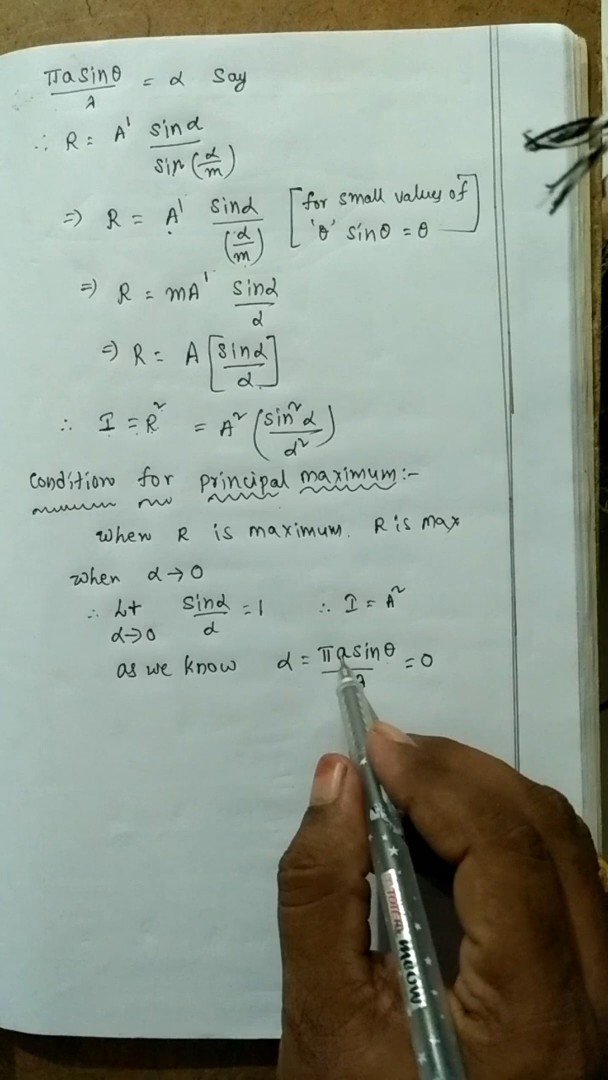 πa sinθ / λ = α Say
∴ R = A' sinα / sin(α/m)
⇒ R = A' sinα / (α/m) [for small values of 'θ' sinθ = θ]
⇒ R = mA' sinα / α
⇒ R = A [sinα / α]
∴ I = R² = A² (sin²α / α²)
Condition for principal maximum:-
when R is maximum. R is max
when α → 0
∴ Lt α→0 sinα / α = 1 ∴ I = A²
as we know α = πa sinθ / λ = 0
MEOW